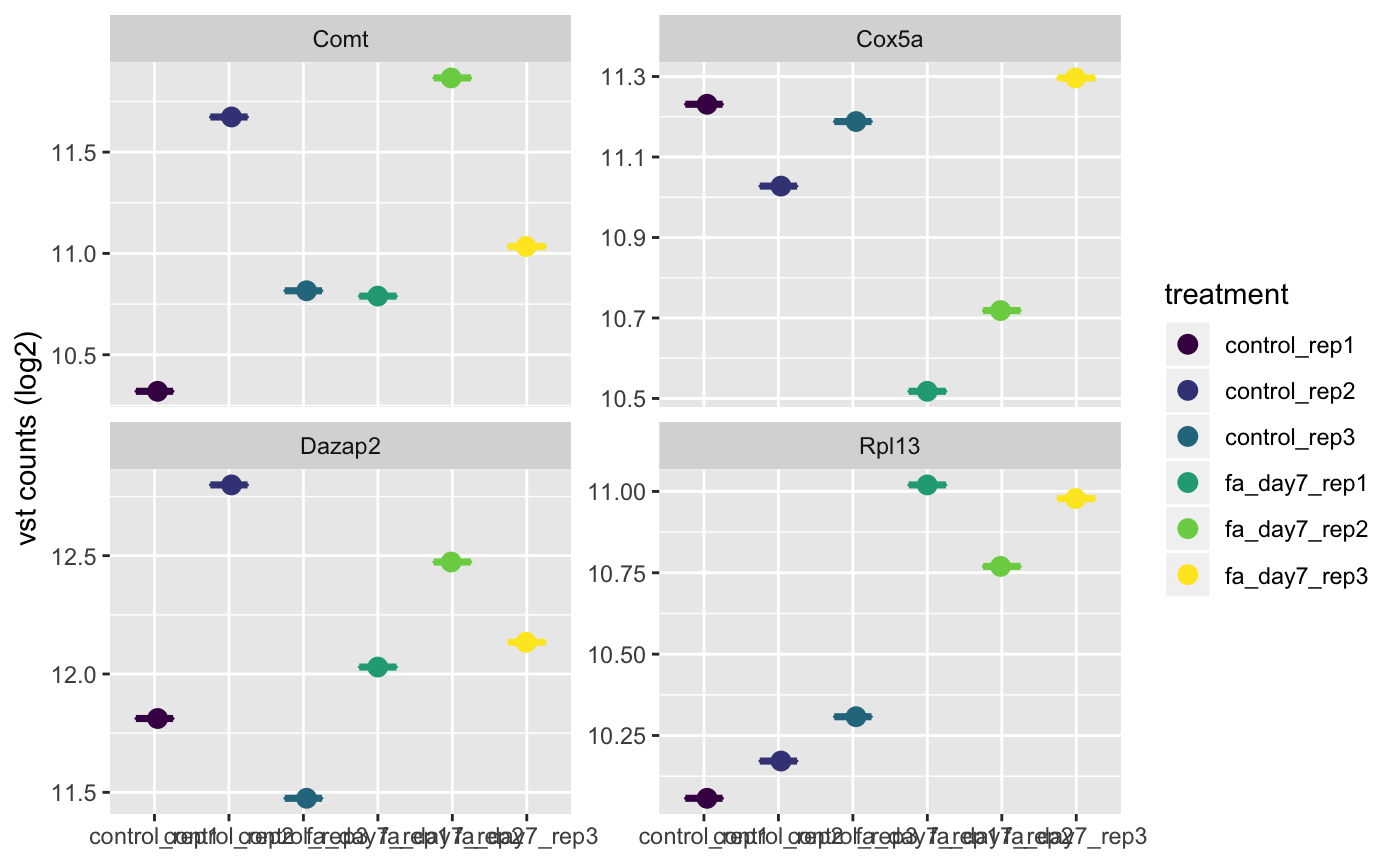 Comt
Cox5a
11.5
11.0
10.5
11.3
11.1
10.9
10.7
10.5
vst counts (log2)
Dazap2
Rpl13
12.5
12.0
11.5
11.00
10.75
10.50
10.25
control_rep1 control_rep2 control_rep3 fa_day7_rep1 fa_day7_rep2 fa_day7_rep3
control_rep1 control_rep2 control_rep3 fa_day7_rep1 fa_day7_rep2 fa_day7_rep3
treatment
control_rep1
control_rep2
control_rep3
fa_day7_rep1
fa_day7_rep2
fa_day7_rep3